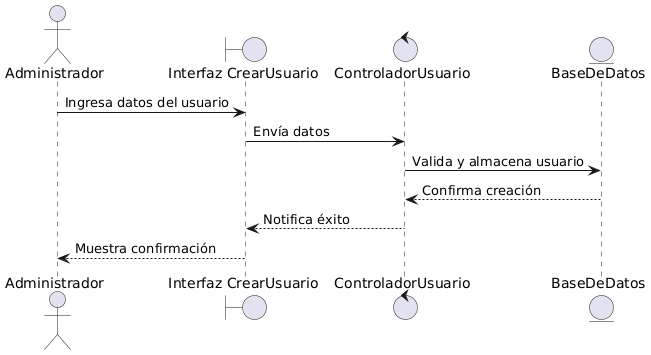 Administrador
Interfaz CrearUsuario
ControladorUsuario
BaseDeDatos
Ingresa datos del usuario
Envía datos
Valida y almacena usuario
Confirma creación
Notifica éxito
Muestra confirmación
Administrador
Interfaz CrearUsuario
ControladorUsuario
BaseDeDatos